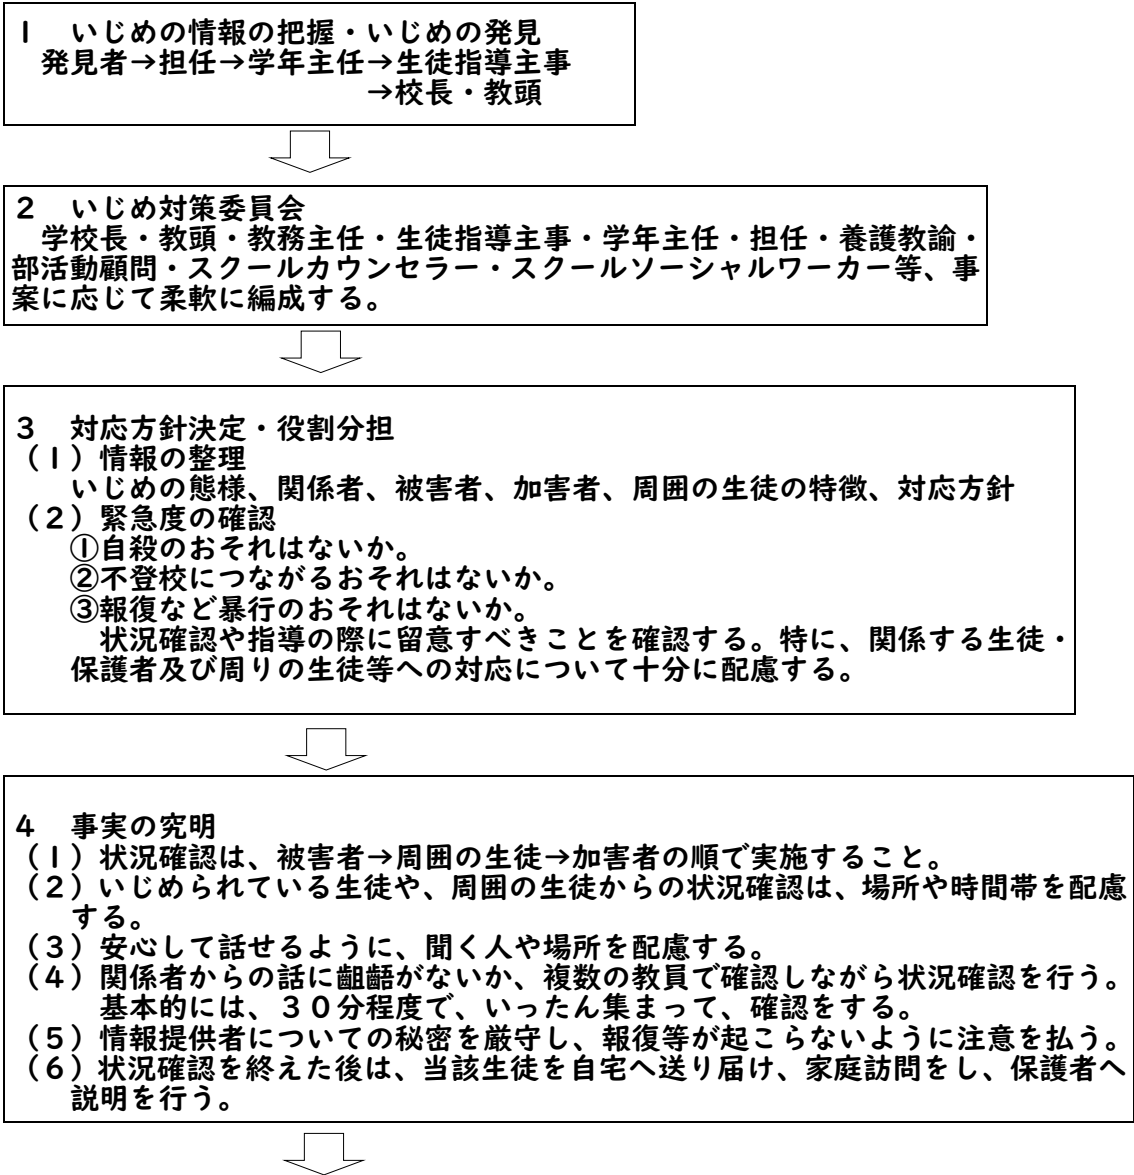 １　いじめの情報の把握・いじめの発見
発見者→担任→学年主任→生徒指導主事
→校長・教頭
２　いじめ対策委員会
学校長・教頭・教務主任・生徒指導主事・学年主任・担任・養護教諭・
部活動顧問・スクールカウンセラー・スクールソーシャルワーカー等、事
案に応じて柔軟に編成する。
３　対応方針決定・役割分担
（１）情報の整理
いじめの態様、関係者、被害者、加害者、周囲の生徒の特徴、対応方針
（２）緊急度の確認
①自殺のおそれはないか。
②不登校につながるおそれはないか。
③報復など暴行のおそれはないか。
状況確認や指導の際に留意すべきことを確認する。特に、関係する生徒・
保護者及び周りの生徒等への対応について十分に配慮する。
４　事実の究明
（１）状況確認は、被害者→周囲の生徒→加害者の順で実施すること。
（２）いじめられている生徒や、周囲の生徒からの状況確認は、場所や時間帯を配慮
する。
（３）安心して話せるように、聞く人や場所を配慮する。
（４）関係者からの話に齟齬がないか、複数の教員で確認しながら状況確認を行う。
基本的には、３０分程度で、いったん集まって、確認をする。
（５）情報提供者についての秘密を厳守し、報復等が起こらないように注意を払う。
（６）状況確認を終えた後は、当該生徒を自宅へ送り届け、家庭訪問をし、保護者へ
説明を行う。